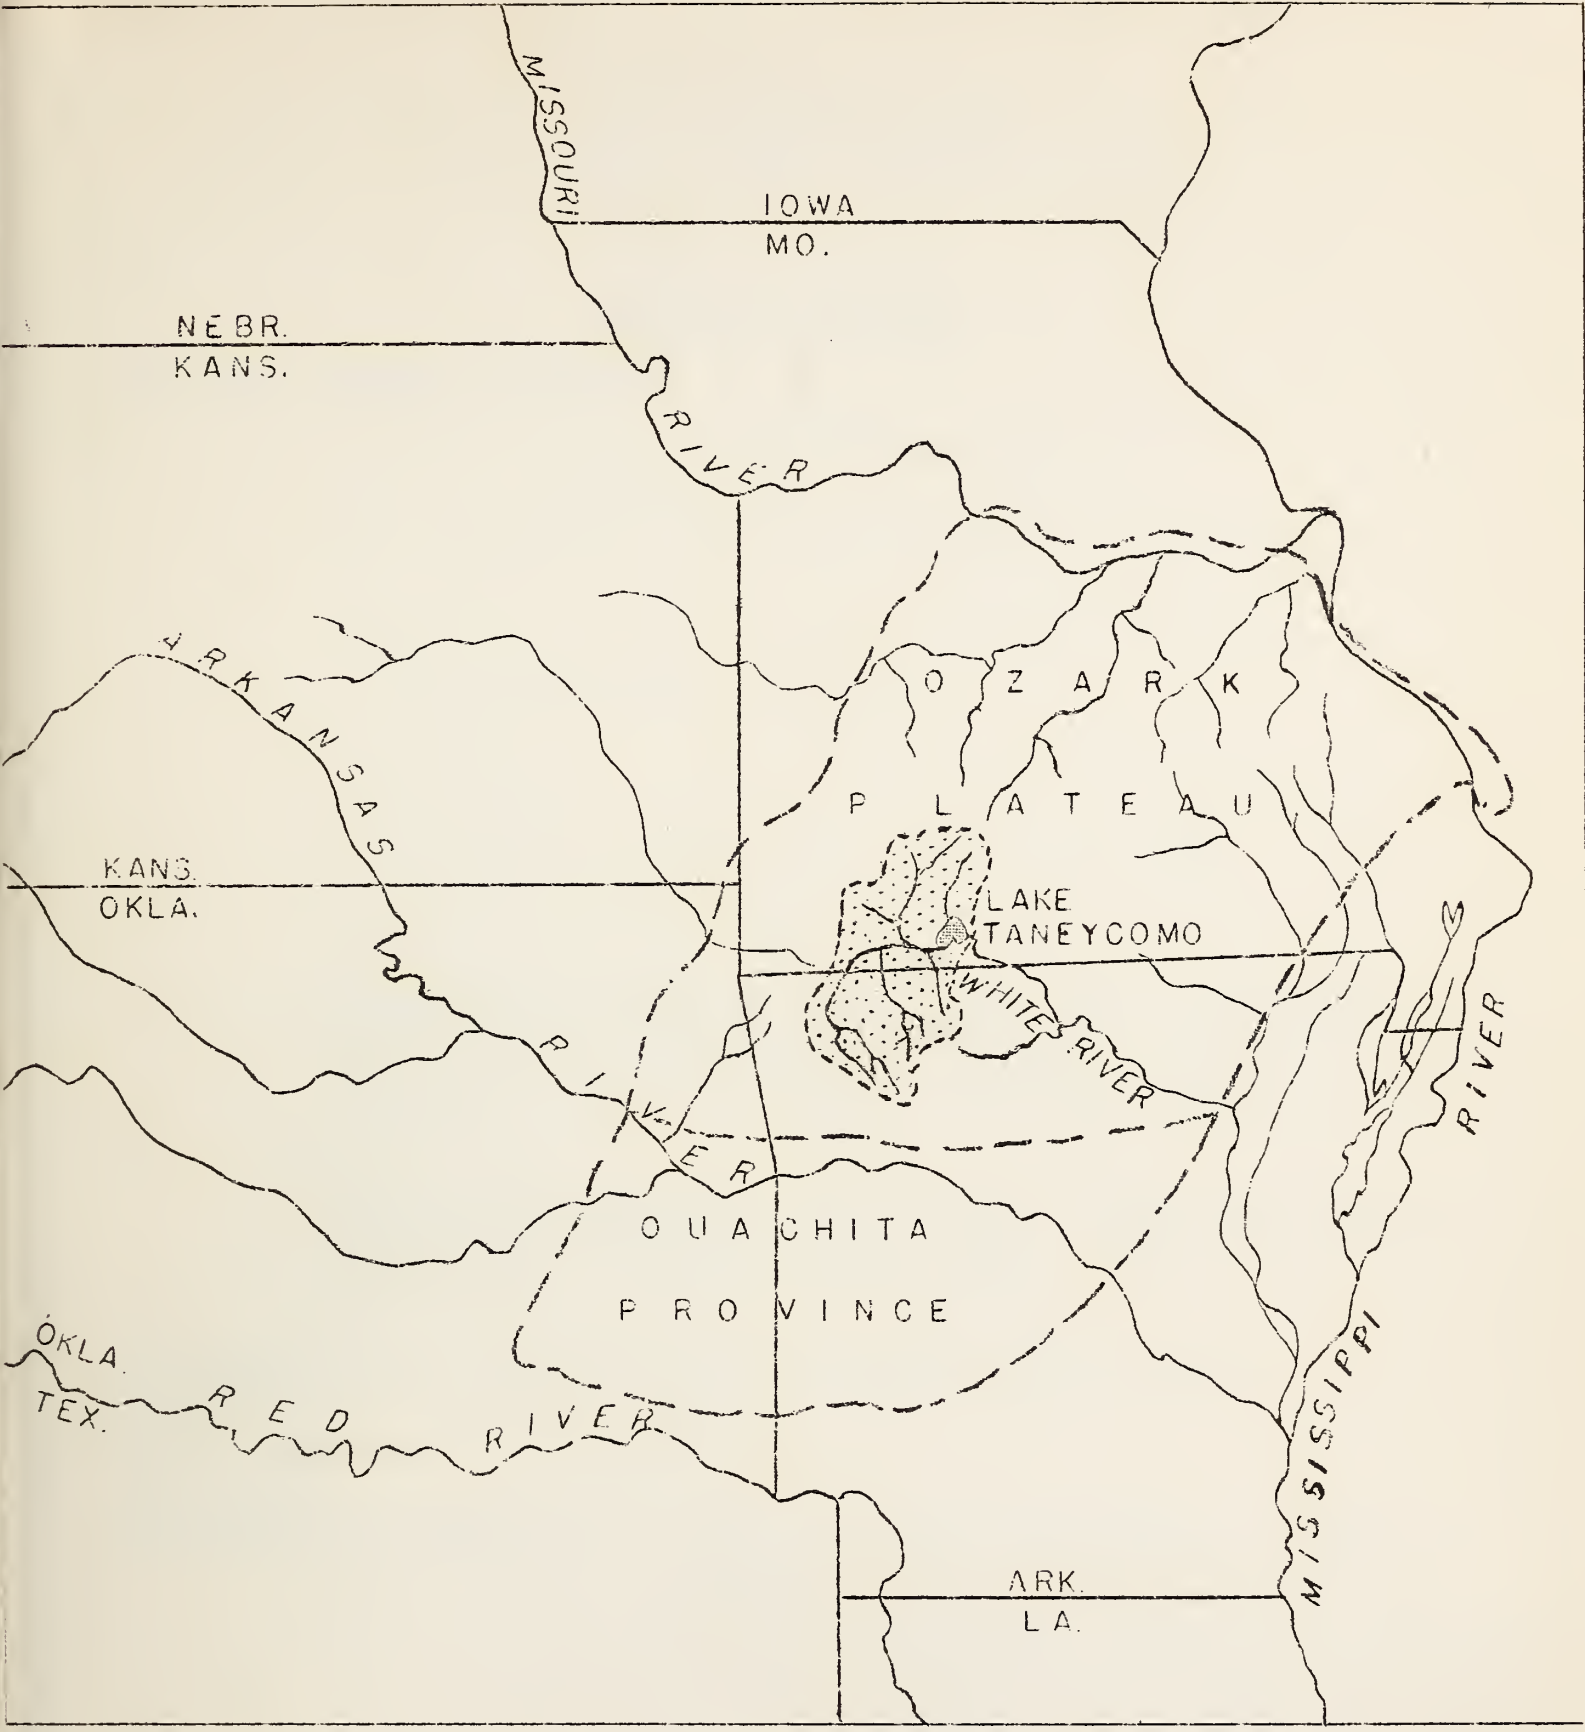 MISSOURI
IOWA
MO.
NEBR.
KANS.
RIVER
ARKANSAS
OZARK
PLATEAU
KANS.
OKLA.
LAKE
TANEYCOMO
WHITE
RIVER
RIVER
RIVER
OUACHITA
PROVINCE
OKLA.
TEX.
RED
RIVER
MISSISSIPPI
ARK.
LA.